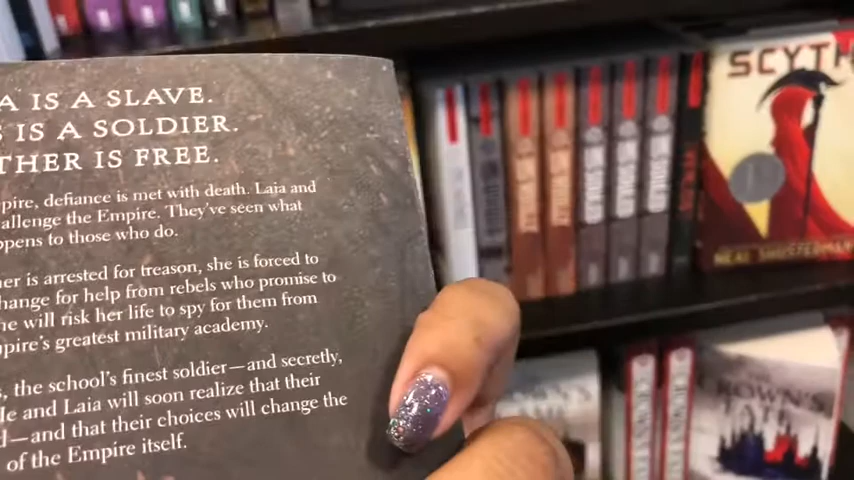 A IS A SLAVE.
S IS A SOLDIER.
THER IS FREE.
pire, defiance is met with death. Laia and
allenge the Empire. They've seen what
ppens to those who do.
her is arrested for treason, she is forced to
hange for help from rebels who promise to
he will risk her life to spy for them from
pire's greatest military academy.
s, the school's finest soldier—and secretly,
le and Laia will soon realize that their
d—and that their choices will change the
of the Empire itself.
SCYTH
NEAL SHUSTERMAN
CROWN'S